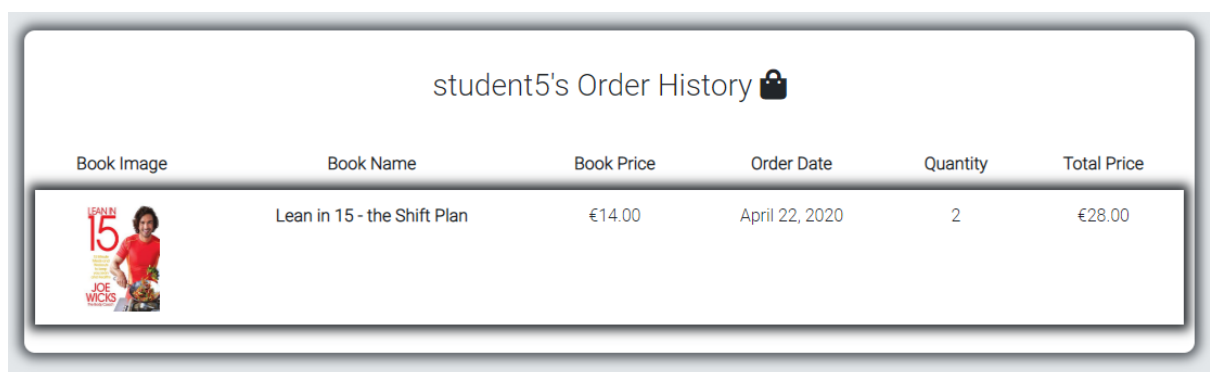 student5's Order History
Book Image Book Name Book Price Order Date Quantity Total Price
Lean in 15 - the Shift Plan €14.00 April 22, 2020 2 €28.00
LEAN IN
15
JOE
WICKS